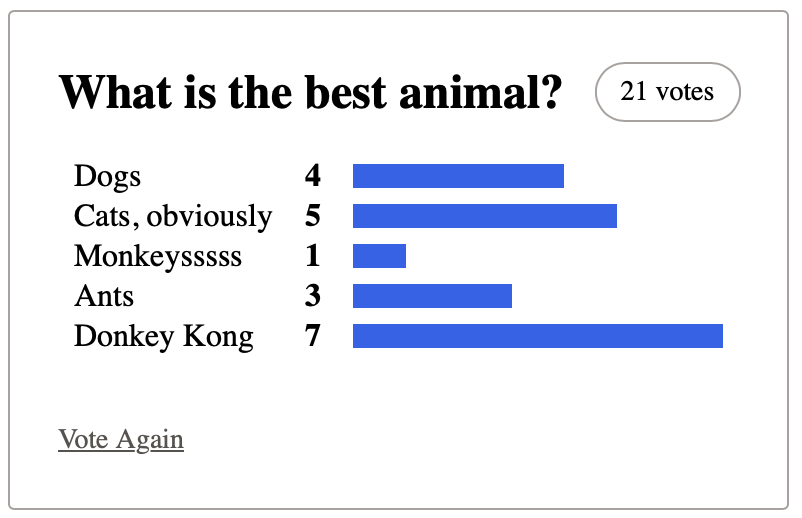 What is the best animal? 21 votes
Dogs 4
Cats, obviously 5
Monkeysssss 1
Ants 3
Donkey Kong 7
Vote Again